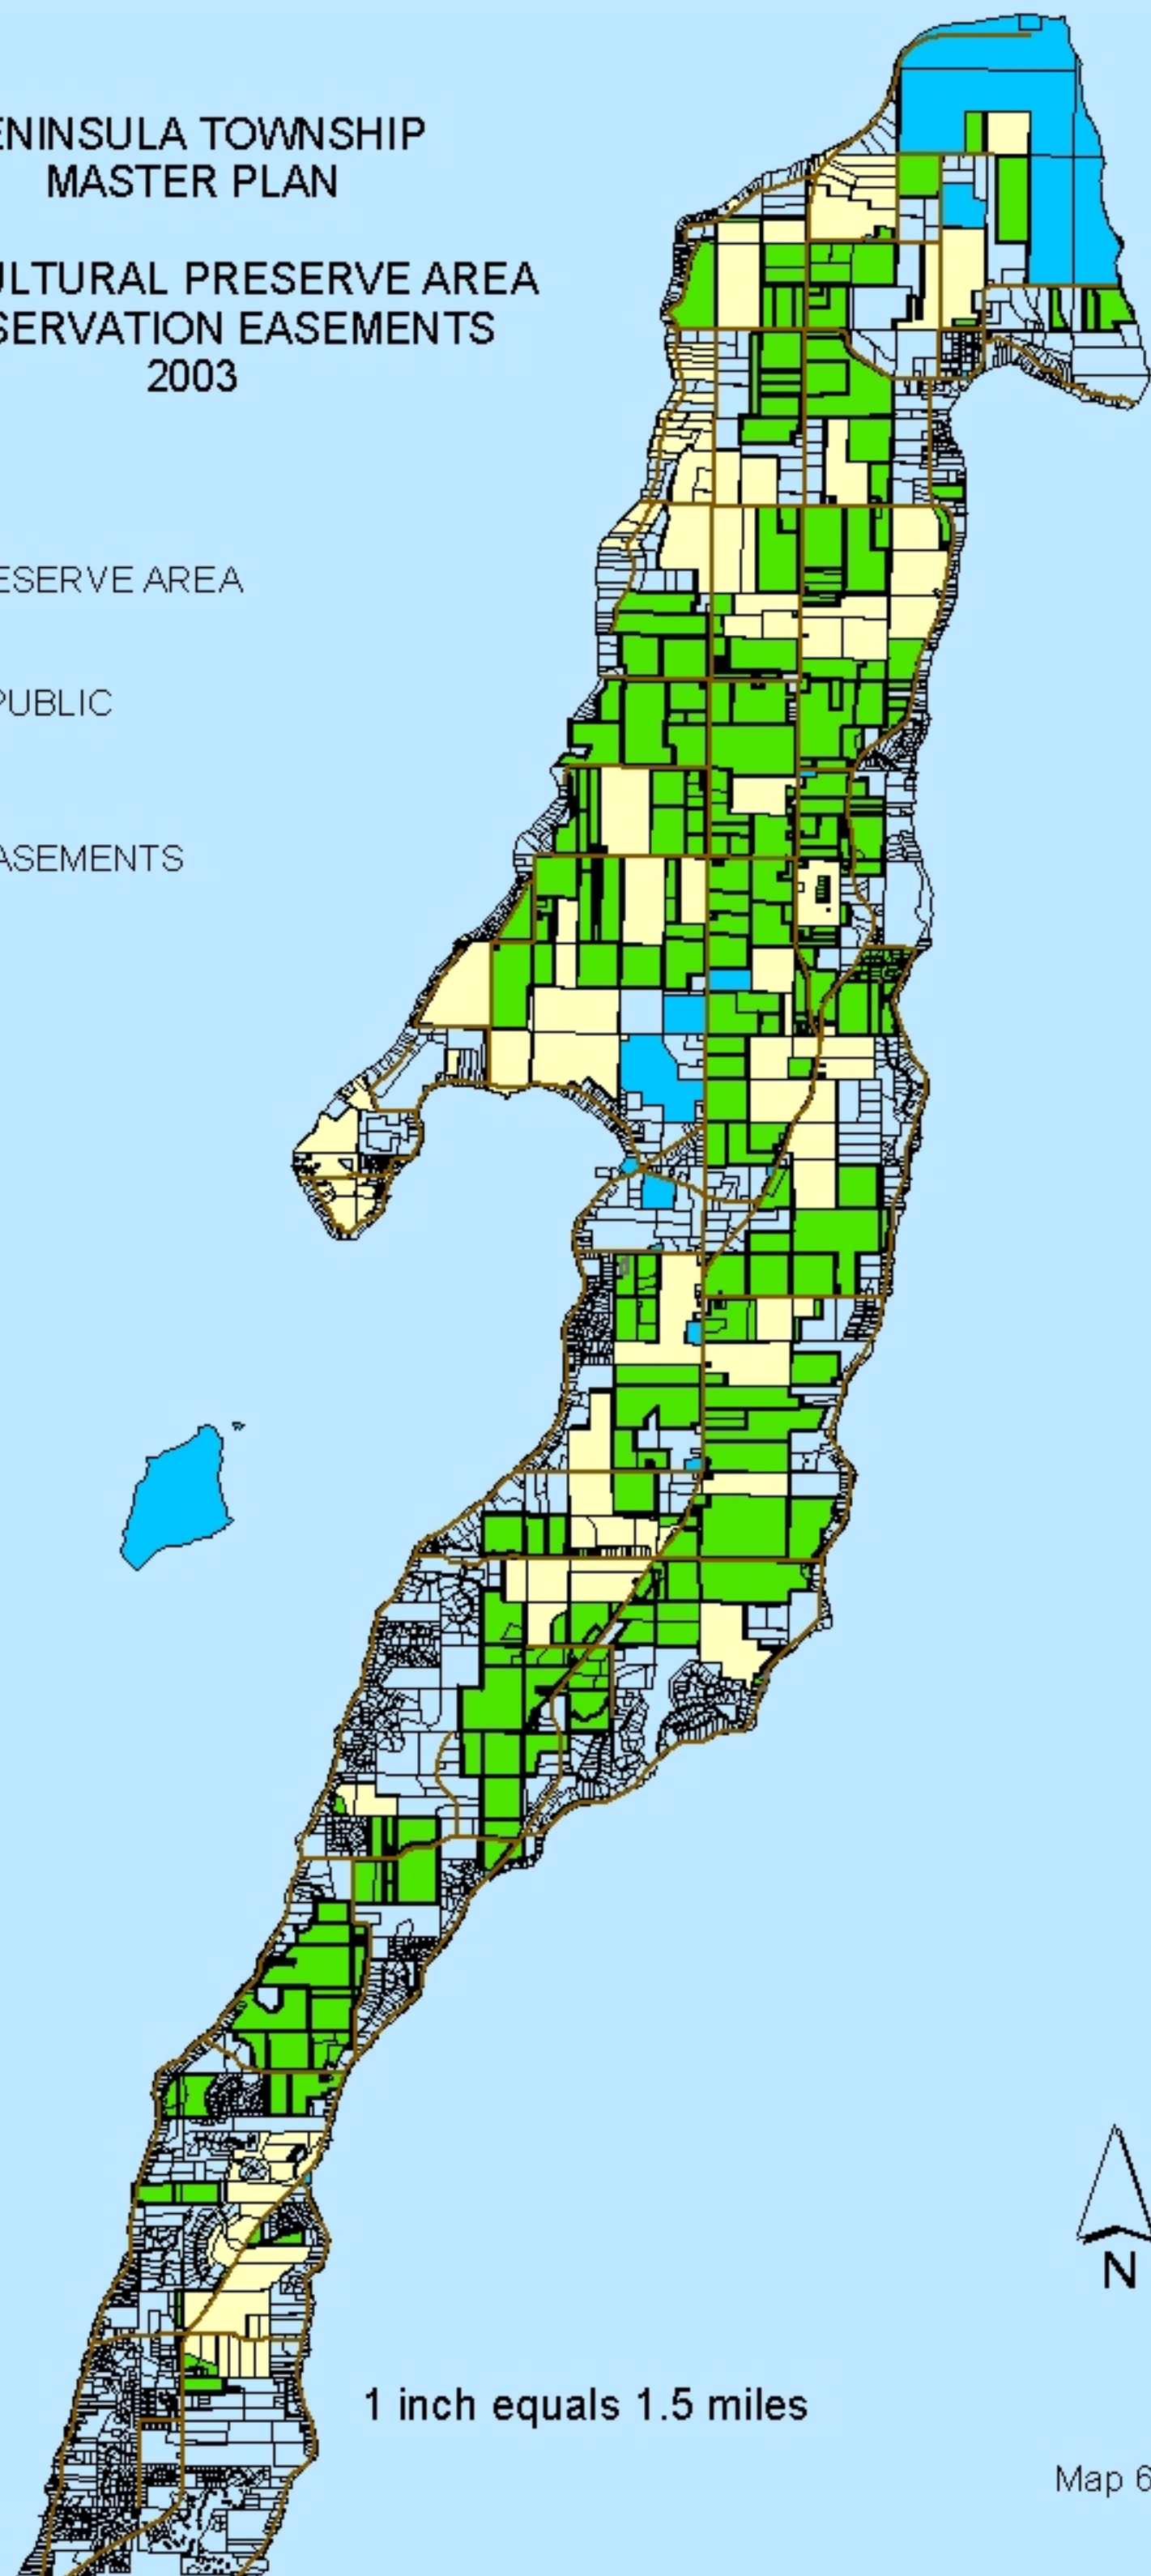 ENINSULA TOWNSHIP
MASTER PLAN
ULTURAL PRESERVE AREA
SERVATION EASEMENTS
2003
ESERVE AREA
PUBLIC
ASEMENTS
N
1 inch equals 1.5 miles
Map 6